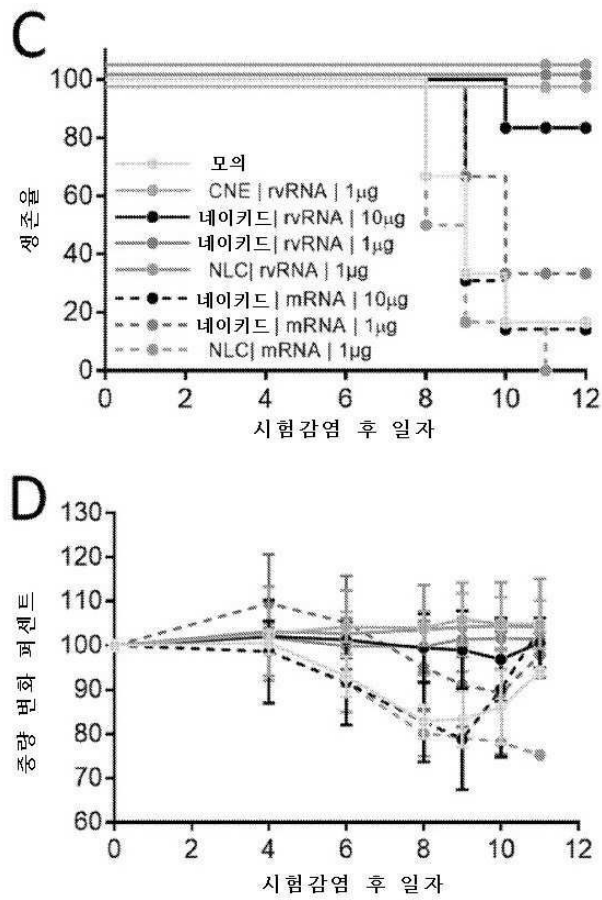 C
생존율
100
80
60
40
20
0
모의
CNE | rvRNA | 1µg
네이키드| rvRNA | 10µg
네이키드| rvRNA | 1µg
NLC| rvRNA | 1µg
네이키드 | mRNA | 10µg
네이키드 | mRNA | 1µg
NLC| mRNA | 1µg
0 2 4 6 8 10 12
시험감염 후 일자
D
중량 변화 퍼센트
130
120
110
100
90
80
70
60
0 2 4 6 8 10 12
시험감염 후 일자